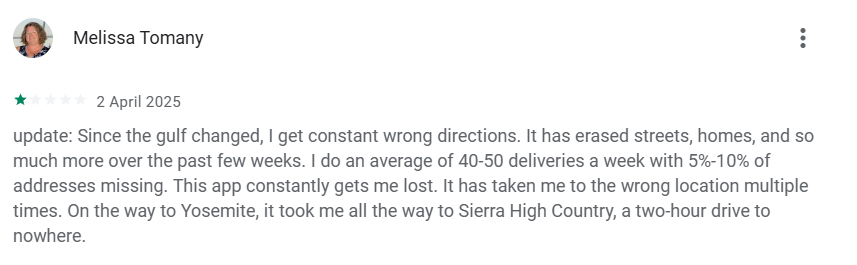 Melissa Tomany
2 April 2025
update: Since the gulf changed, I get constant wrong directions. It has erased streets, homes, and so
much more over the past few weeks. I do an average of 40-50 deliveries a week with 5%-10% of
addresses missing. This app constantly gets me lost. It has taken me to the wrong location multiple
times. On the way to Yosemite, it took me all the way to Sierra High Country, a two-hour drive to
nowhere.